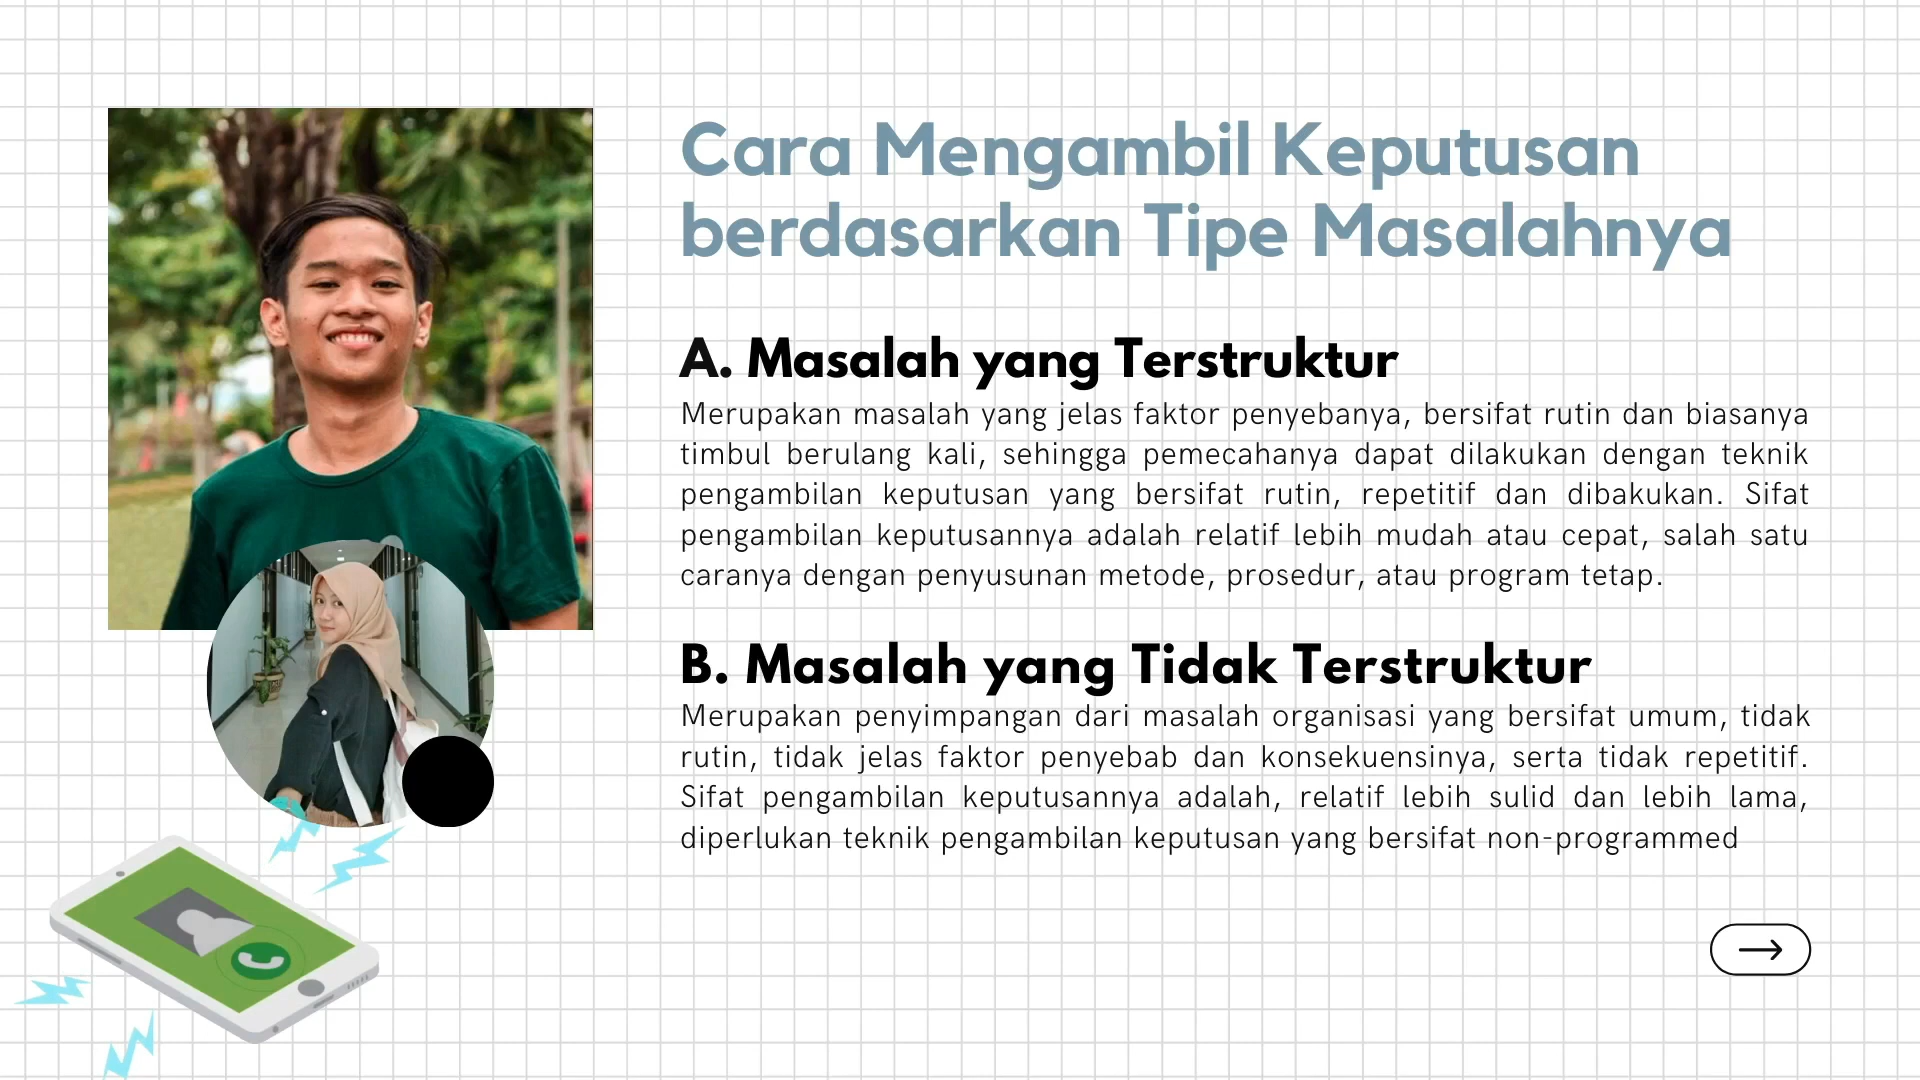 Cara Mengambil Keputusan
berdasarkan Tipe Masalahnya
A. Masalah yang Terstruktur
Merupakan masalah yang jelas faktor penyebanya, bersifat rutin dan biasanya
timbul berulang kali, sehingga pemecahanya dapat dilakukan dengan teknik
pengambilan keputusan yang bersifat rutin, repetitif dan dibakukan. Sifat
pengambilan keputusannya adalah relatif lebih mudah atau cepat, salah satu
caranya dengan penyusunan metode, prosedur, atau program tetap.
B. Masalah yang Tidak Terstruktur
Merupakan penyimpangan dari masalah organisasi yang bersifat umum, tidak
rutin, tidak jelas faktor penyebab dan konsekuensinya, serta tidak repetitif.
Sifat pengambilan keputusannya adalah, relatif lebih sulid dan lebih lama,
diperlukan teknik pengambilan keputusan yang bersifat non-programmed